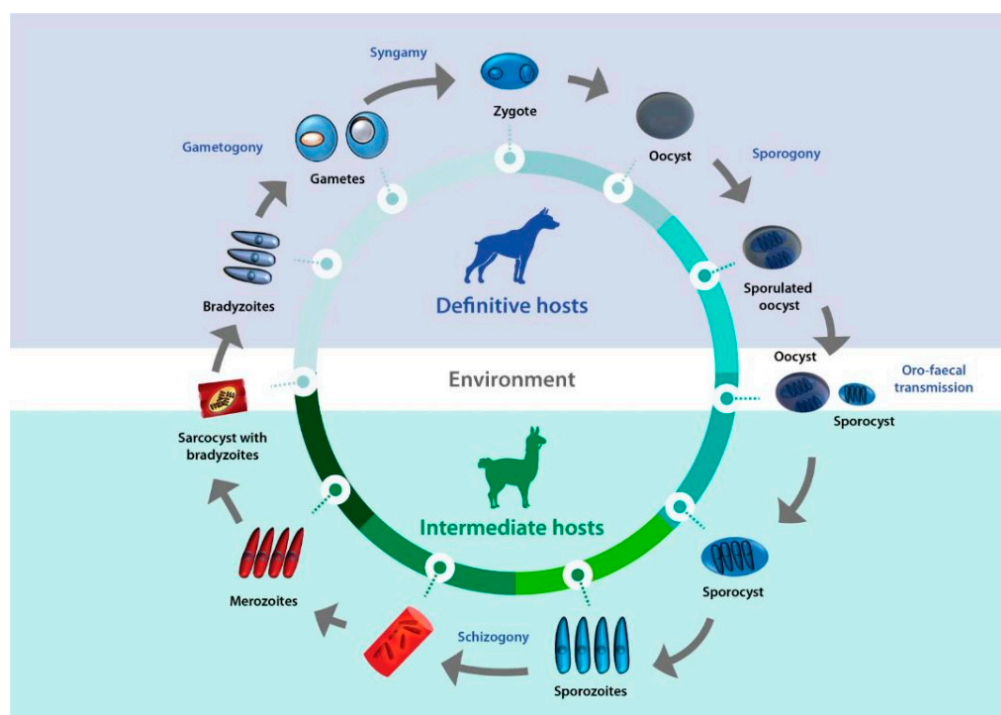 Syngamy
Zygote
Gametogony
Gametes
Oocyst
Sporogony
Bradyzoites
Definitive hosts
Sporulated
oocyst
Environment
Oocyst
Oro-faecal
transmission
Sporocyst
Sarcocyst with
bradyzoites
Intermediate hosts
Merozoites
Sporocyst
Schizogony
Sporozoites